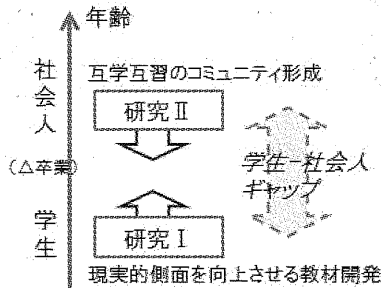 年齢
社会人
互学互習のコミュニティ形成
研究Ⅱ
(△卒業)
学生-社会人
ギャップ
学生
研究Ⅰ
現実的側面を向上させる教材開発